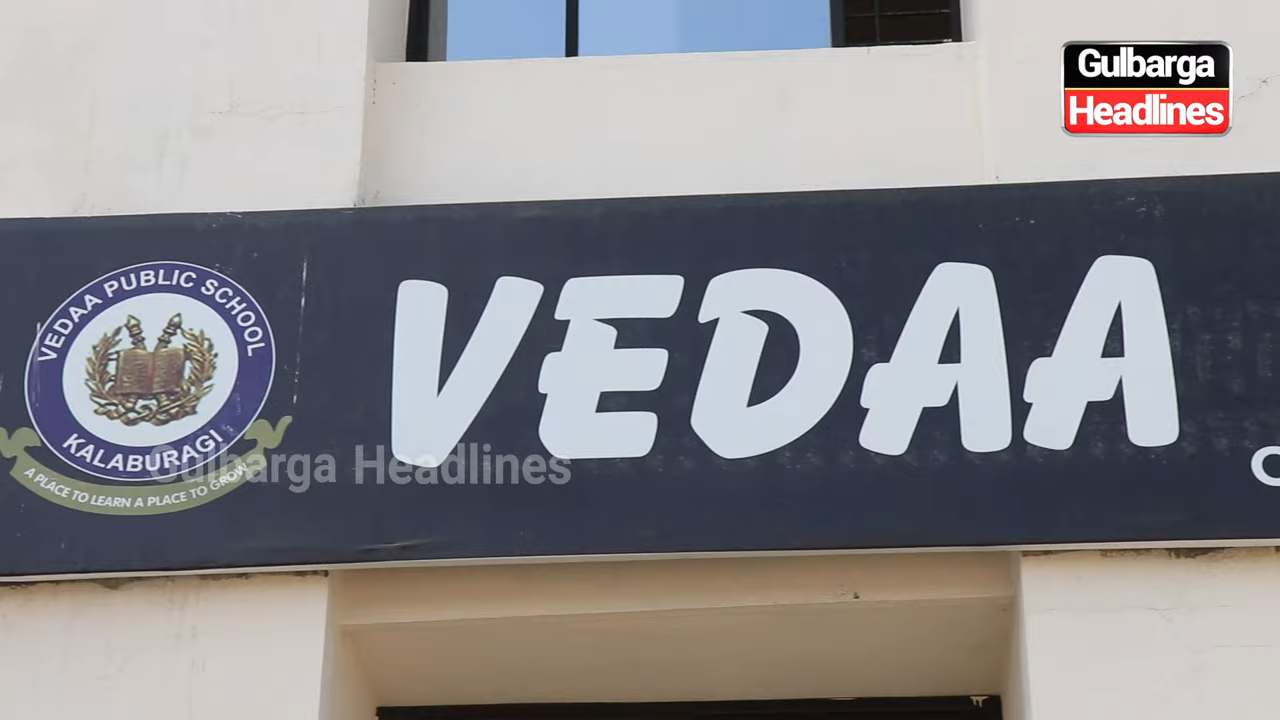 Gulbarga
Headlines
VEDAA PUBLIC SCHOOL
KALABURAGI
A PLACE TO LEARN A PLACE TO GROW
VEDAA
Gulbarga Headlines